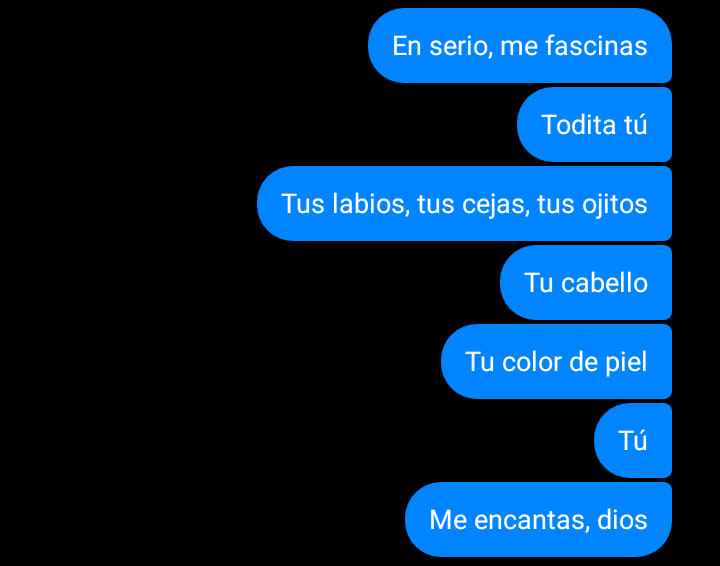 En serio, me fascinas
Todita tú
Tus labios, tus cejas, tus ojitos
Tu cabello
Tu color de piel
Tú
Me encantas, dios